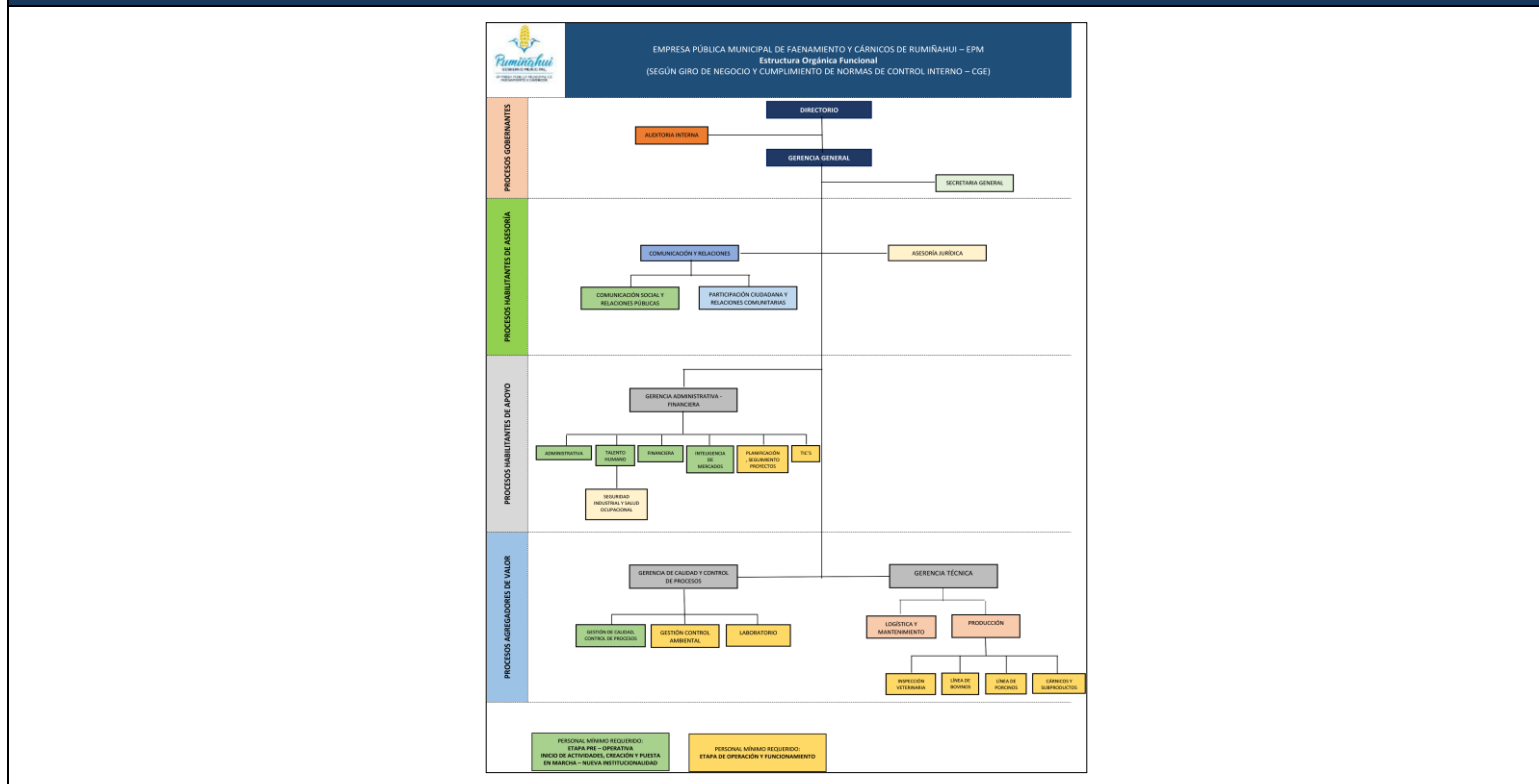 Rumiñahui
GOBIERNO MUNICIPAL
EMPRESA PÚBLICA MUNICIPAL DE FAENAMIENTO Y CÁRNICOS DE RUMIÑAHUI – EPM
Estructura Orgánica Funcional
(SEGÚN GIRO DE NEGOCIO Y CUMPLIMIENTO DE NORMAS DE CONTROL INTERNO – CGE)
PROCESOS GOBERNANTES
DIRECTORIO
AUDITORIA INTERNA
GERENCIA GENERAL
SECRETARIA GENERAL
PROCESOS HABILITANTES DE ASESORÍA
COMUNICACIÓN Y RELACIONES
ASESORÍA JURÍDICA
COMUNICACIÓN SOCIAL Y
RELACIONES PÚBLICAS
PARTICIPACIÓN CIUDADANA Y
RELACIONES COMUNITARIAS
PROCESOS HABILITANTES DE APOYO
GERENCIA ADMINISTRATIVA -
FINANCIERA
ADMINISTRATIVA
TALENTO
HUMANO
FINANCIERA
INTELIGENCIA
DE
MERCADOS
PLANIFICACIÓN
, SEGUIMIENTO
PROYECTOS
TIC'S
SEGURIDAD
INDUSTRIAL Y SALUD
OCUPACIONAL
PROCESOS AGREGADORES DE VALOR
GERENCIA DE CALIDAD Y CONTROL
DE PROCESOS
GERENCIA TÉCNICA
GESTIÓN DE CALIDAD,
CONTROL DE PROCESOS
GESTIÓN CONTROL
AMBIENTAL
LABORATORIO
LOGÍSTICA Y
MANTENIMIENTO
PRODUCCIÓN
INSPECCIÓN
VETERINARIA
LÍNEA DE
BOVINOS
LÍNEA DE
PORCINOS
CÁRNICOS Y
SUBPRODUCTOS
PERSONAL MÍNIMO REQUERIDO:
ETAPA PRE – OPERATIVA
INICIO DE ACTIVIDADES, CREACIÓN Y PUESTA
EN MARCHA – NUEVA INSTITUCIONALIDAD
PERSONAL MÍNIMO REQUERIDO:
ETAPA DE OPERACIÓN Y FUNCIONAMIENTO